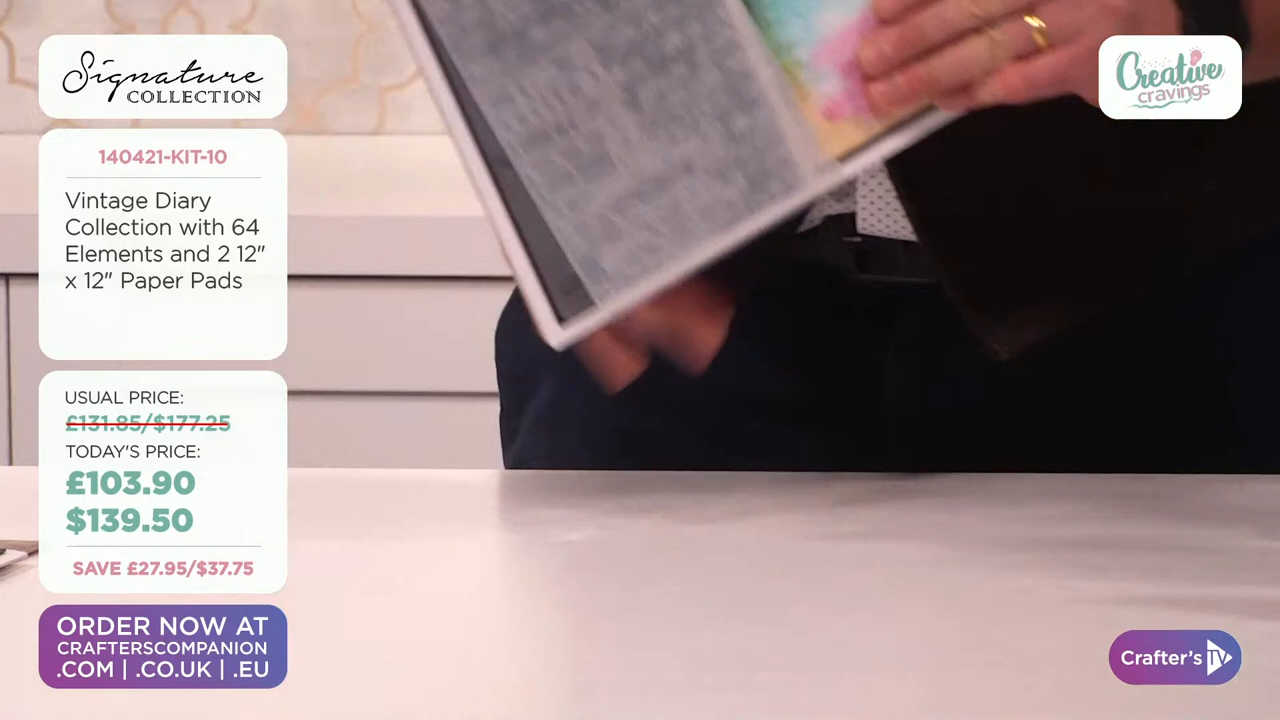 Signature
COLLECTION
140421-KIT-10
Vintage Diary
Collection with 64
Elements and 2 12"
x 12" Paper Pads
USUAL PRICE:
£131.85/$177.25
TODAY'S PRICE:
£103.90
$139.50
SAVE £27.95/$37.75
ORDER NOW AT
CRAFTERSCOMPANION
.COM | .CO.UK | .EU
Creative
cravings
Crafter's TV